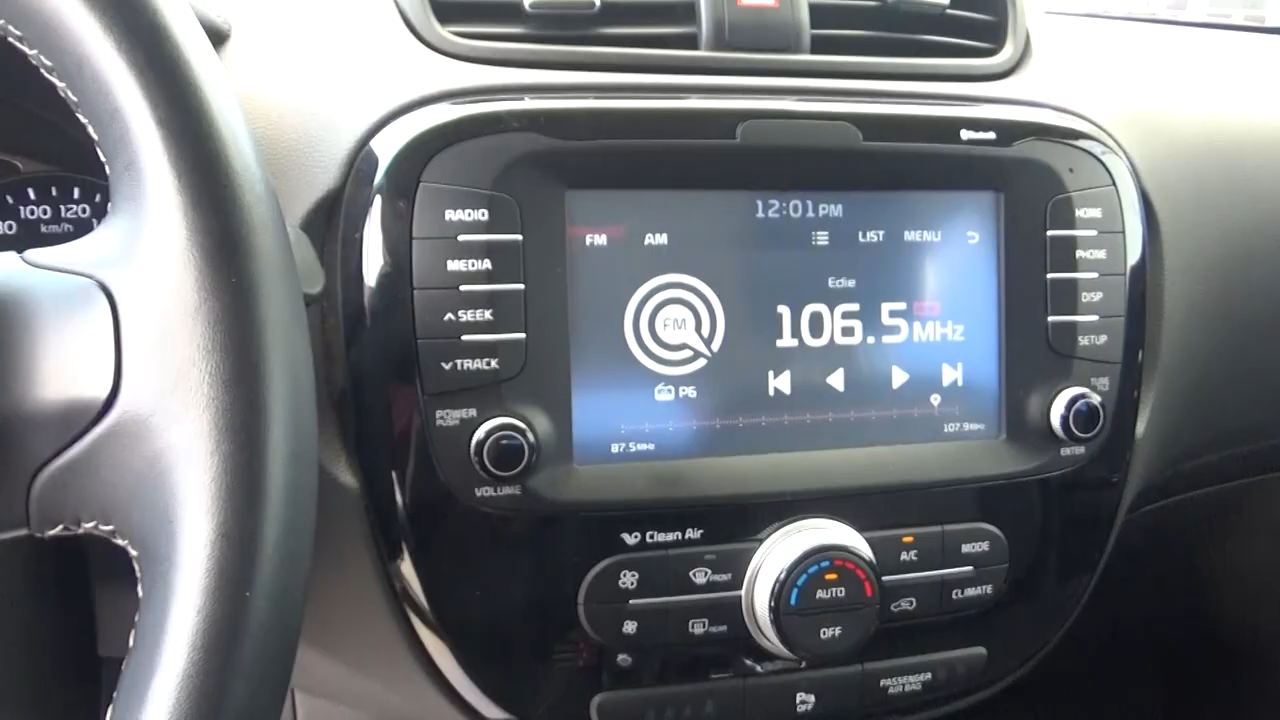 100 120
km/h
Bluetooth
RADIO
MEDIA
SEEK
TRACK
POWER
PUSH
VOLUME
12:01PM
FM AM LIST MENU
Edie
FM
106.5MHz
P6
87.5MHz
107.9MHz
HOME
PHONE
DISP
SETUP
TUNE
ENTER
Clean Air
FRONT
REAR
AUTO
OFF
A/C
MODE
CLIMATE
P OFF
PASSENGER
AIR BAG